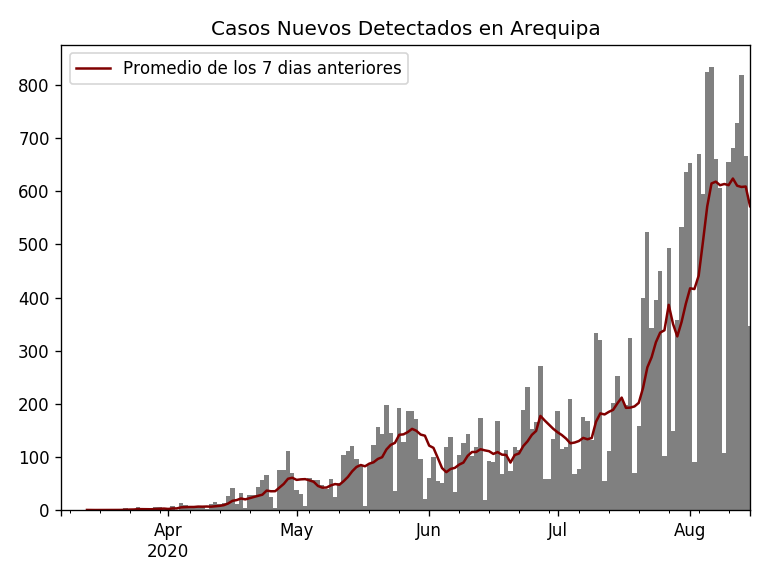 Casos Nuevos Detectados en Arequipa
Promedio de los 7 dias anteriores
800
700
600
500
400
300
200
100
0
Apr
2020
May
Jun
Jul
Aug